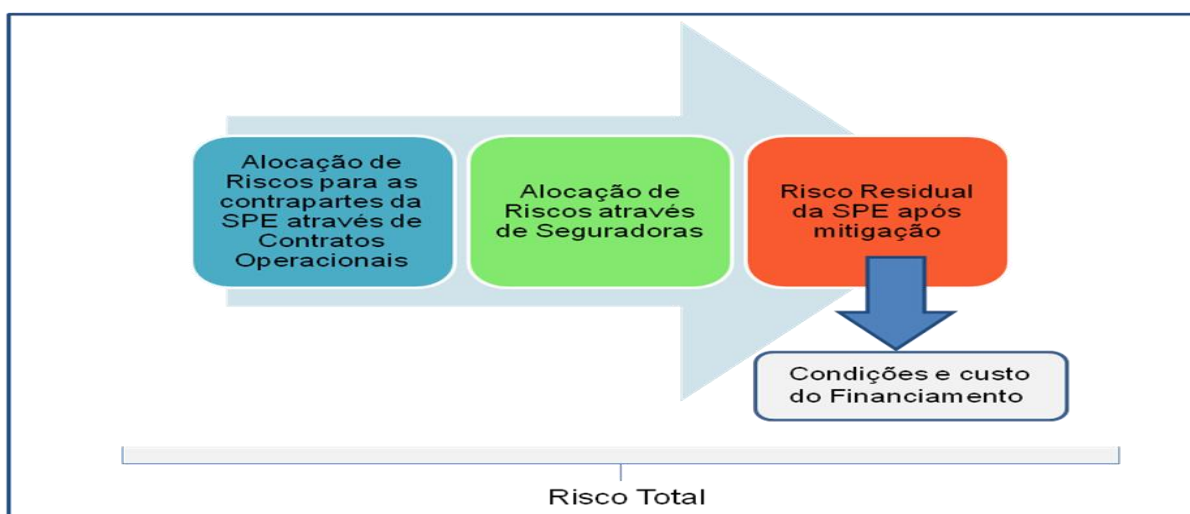 Alocação de
Riscos para as
contrapartes da
SPE através de
Contratos
Operacionais
Alocação de
Riscos através
de Seguradoras
Risco Residual
da SPE após
mitigação
Condições e custo
do Financiamento
Risco Total